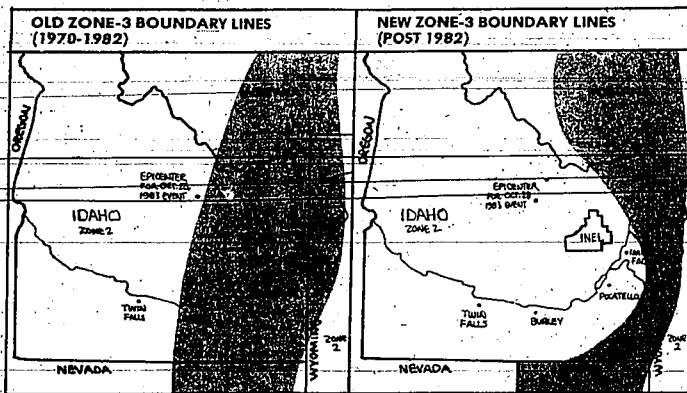 OLD ZONE-3 BOUNDARY LINES
(1970-1982)
OREGON
EPICENTER
FOR OCT. 28,
1983 EVENT
IDAHO
ZONE 2
TWIN
FALLS
NEVADA
WYOMING
ZONE
2
NEW ZONE-3 BOUNDARY LINES
(POST 1982)
OREGON
EPICENTER
FOR OCT. 28
1983 EVENT
IDAHO
ZONE 2
INEL
POCATELLO
TWIN
FALLS
BURLEY
NEVADA
ZONE
2